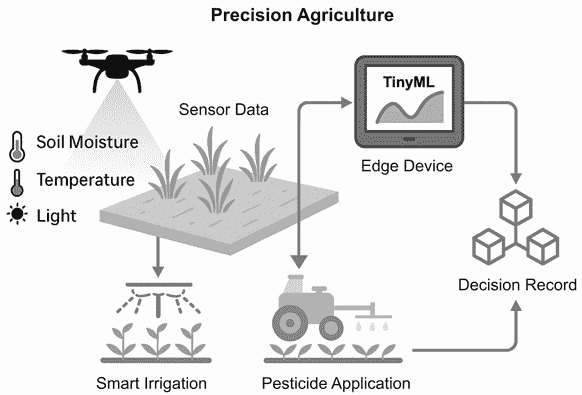 Precision Agriculture
Sensor Data
TinyML
Soil Moisture
Temperature
Light
Edge Device
Decision Record
Smart Irrigation
Pesticide Application